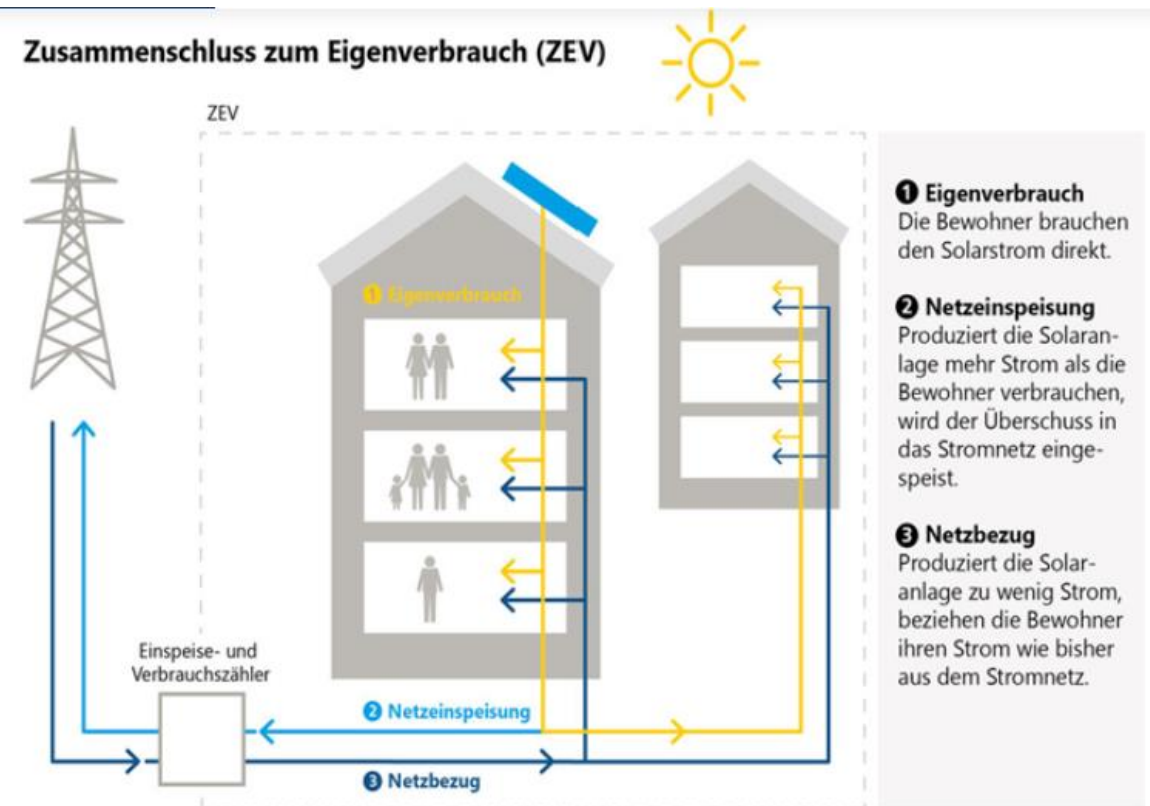 Zusammenschluss zum Eigenverbrauch (ZEV)
ZEV
❶ Eigenverbrauch
Einspeise- und
Verbrauchszähler
❷ Netzeinspeisung
❸ Netzbezug
❶ Eigenverbrauch
Die Bewohner brauchen
den Solarstrom direkt.
❷ Netzeinspeisung
Produziert die Solaran-
lage mehr Strom als die
Bewohner verbrauchen,
wird der Überschuss in
das Stromnetz einge-
speist.
❸ Netzbezug
Produziert die Solar-
anlage zu wenig Strom,
beziehen die Bewohner
ihren Strom wie bisher
aus dem Stromnetz.